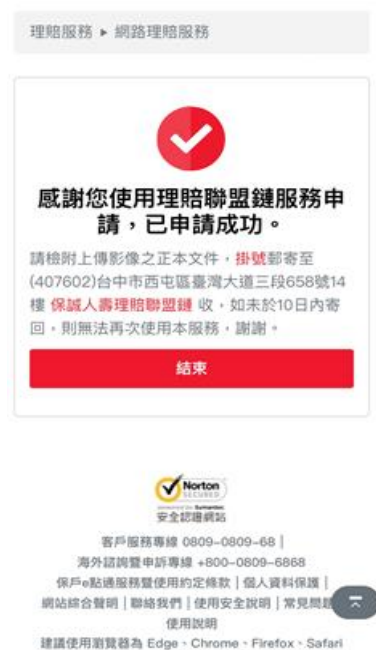 理賠服務 ▸ 網路理賠服務
感謝您使用理賠聯盟鏈服務申
請，已申請成功。
請檢附上傳影像之正本文件，掛號郵寄至
(407602)台中市西屯區臺灣大道三段658號14
樓 保誠人壽理賠聯盟鏈 收，如未於10日內寄
回，則無法再次使用本服務，謝謝。
結束
Norton
SECURED
powered by Symantec
安全認證網站
客戶服務專線 0809-0809-68 |
海外諮詢暨申訴專線 +800-0809-6868
保戶e點通服務暨使用約定條款 | 個人資料保護 |
網站綜合聲明 | 聯絡我們 | 使用安全說明 | 常見問題
使用說明
建議使用瀏覽器為 Edge、Chrome、Firefox、Safari